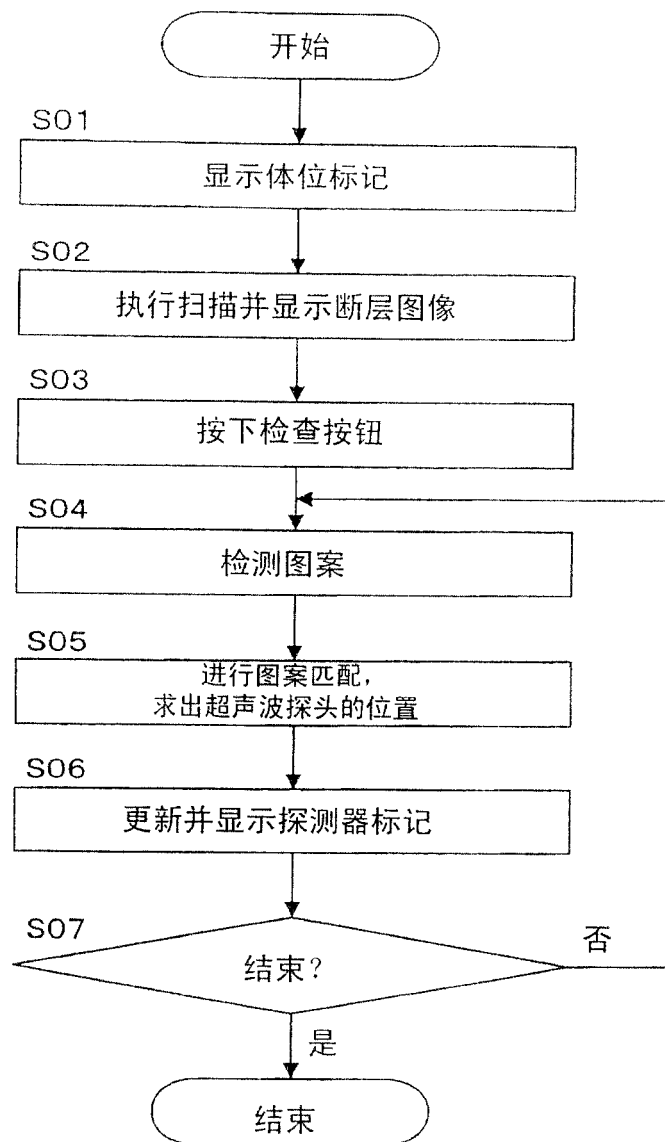 开始
S01
显示体位标记
S02
执行扫描并显示断层图像
S03
按下检查按钮
S04
检测图案
S05
进行图案匹配，
求出超声波探头的位置
S06
更新并显示探测器标记
S07
结束?
否
是
结束